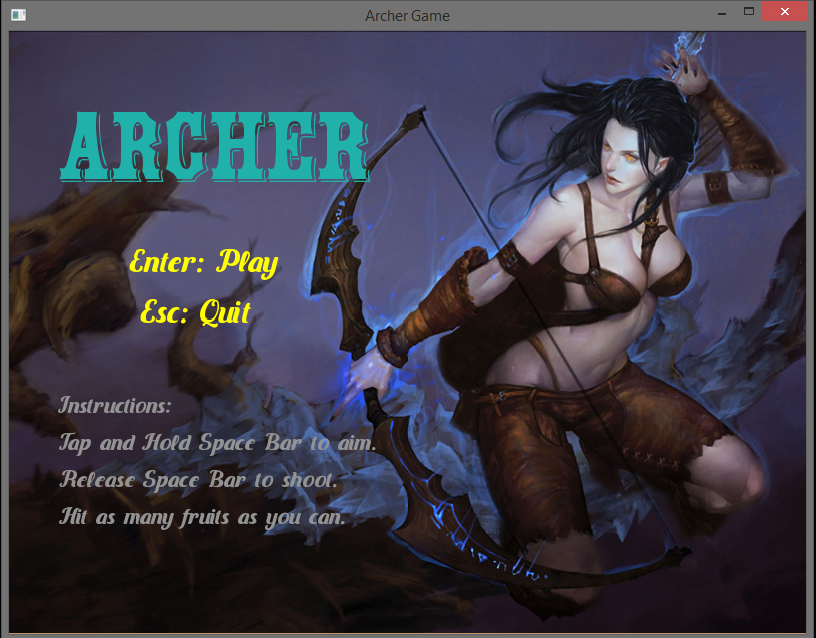 Archer Game
ARCHER
Enter: Play
Esc: Quit
Instructions:
Tap and Hold Space Bar to aim.
Release Space Bar to shoot.
Hit as many fruits as you can.